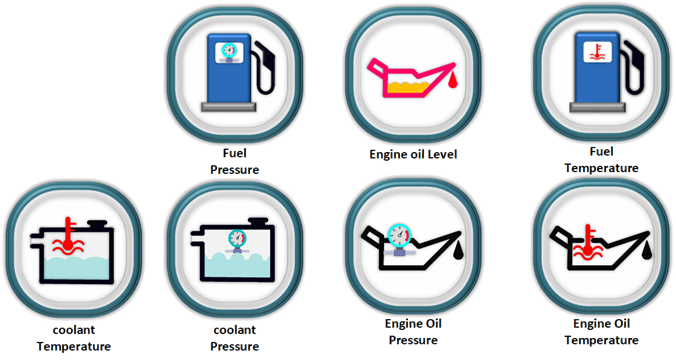 Fuel
Pressure
Engine oil Level
Fuel
Temperature
coolant
Temperature
coolant
Pressure
Engine Oil
Pressure
Engine Oil
Temperature